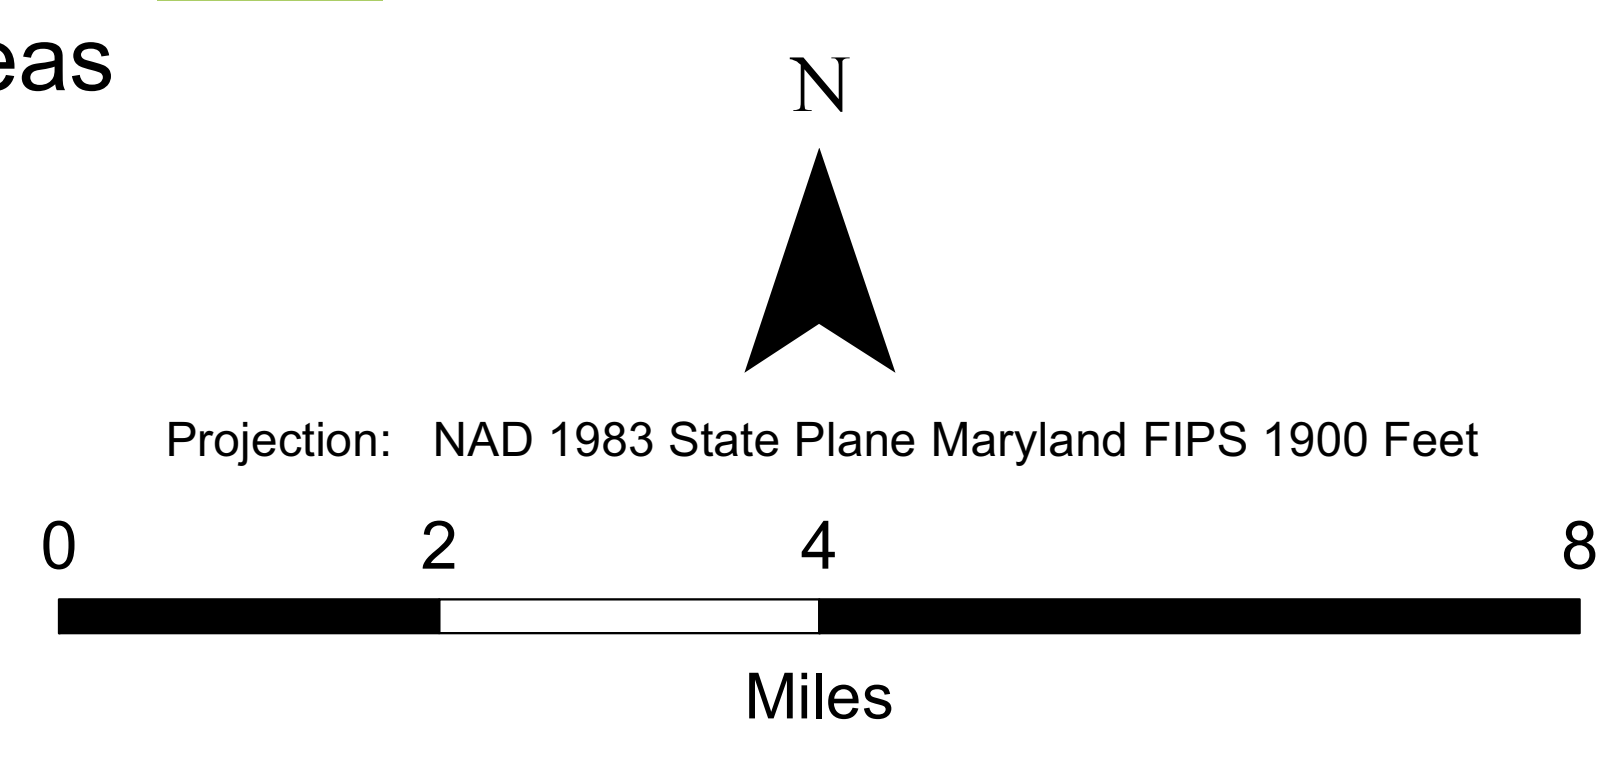 eas
N
Projection: NAD 1983 State Plane Maryland FIPS 1900 Feet
0 2 4 8
Miles